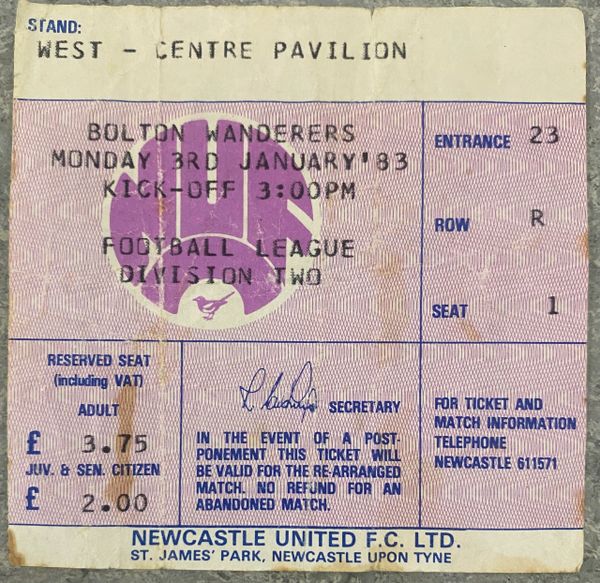 STAND:
WEST - CENTRE PAVILION
BOLTON WANDERERS
MONDAY 3RD JANUARY'83
KICK-OFF 3:00PM
FOOTBALL LEAGUE
DIVISION TWO
NUFC
ENTRANCE 23
ROW R
SEAT 1
RESERVED SEAT
(including VAT)
ADULT
£ 3.75
JUV. & SEN. CITIZEN
£ 2.00
SECRETARY
IN THE EVENT OF A POST-
PONEMENT THIS TICKET WILL
BE VALID FOR THE RE-ARRANGED
MATCH. NO REFUND FOR AN
ABANDONED MATCH.
FOR TICKET AND
MATCH INFORMATION
TELEPHONE
NEWCASTLE 611571
NEWCASTLE UNITED F.C. LTD.
ST. JAMES' PARK, NEWCASTLE UPON TYNE